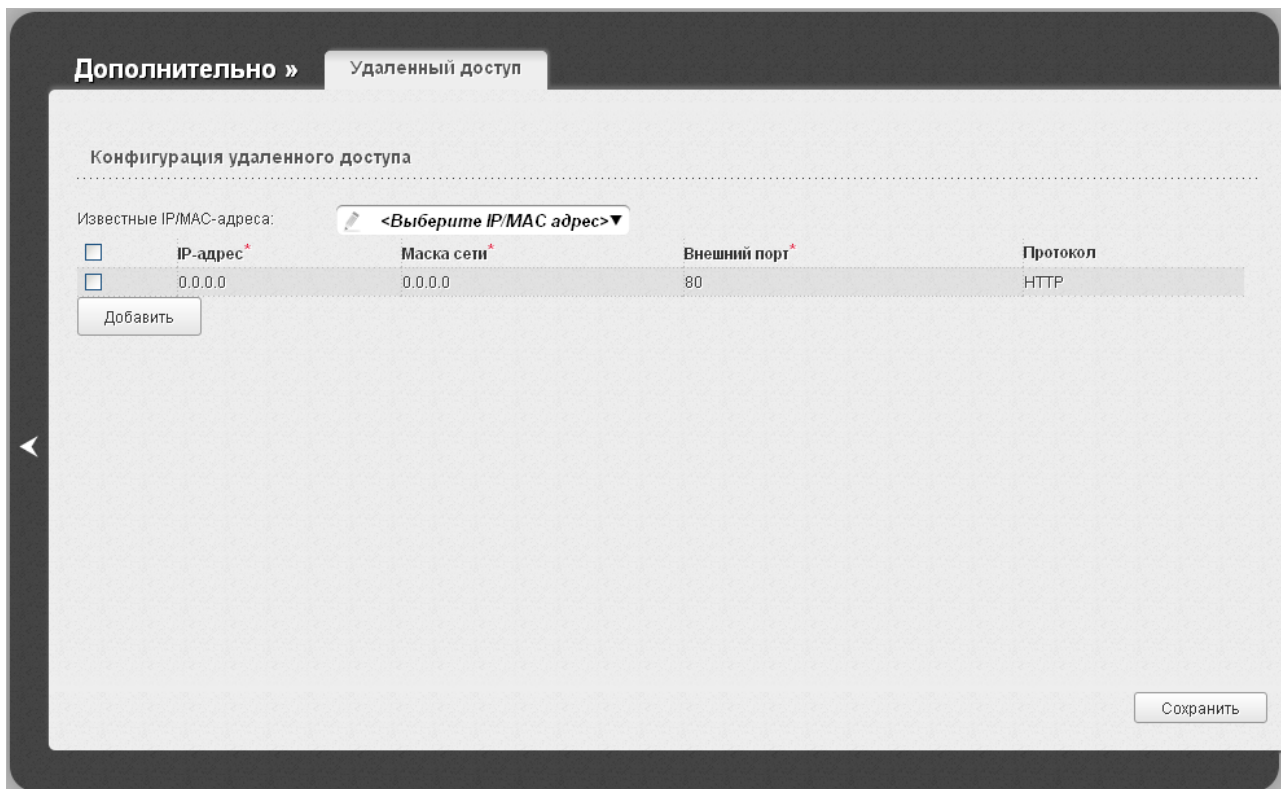 Дополнительно » Удаленный доступ
Конфигурация удаленного доступа
Известные IP/MAC-адреса: <Выберите IP/MAC адрес>▼
IP-адрес* Маска сети* Внешний порт* Протокол
0.0.0.0 0.0.0.0 80 HTTP
Добавить
Сохранить